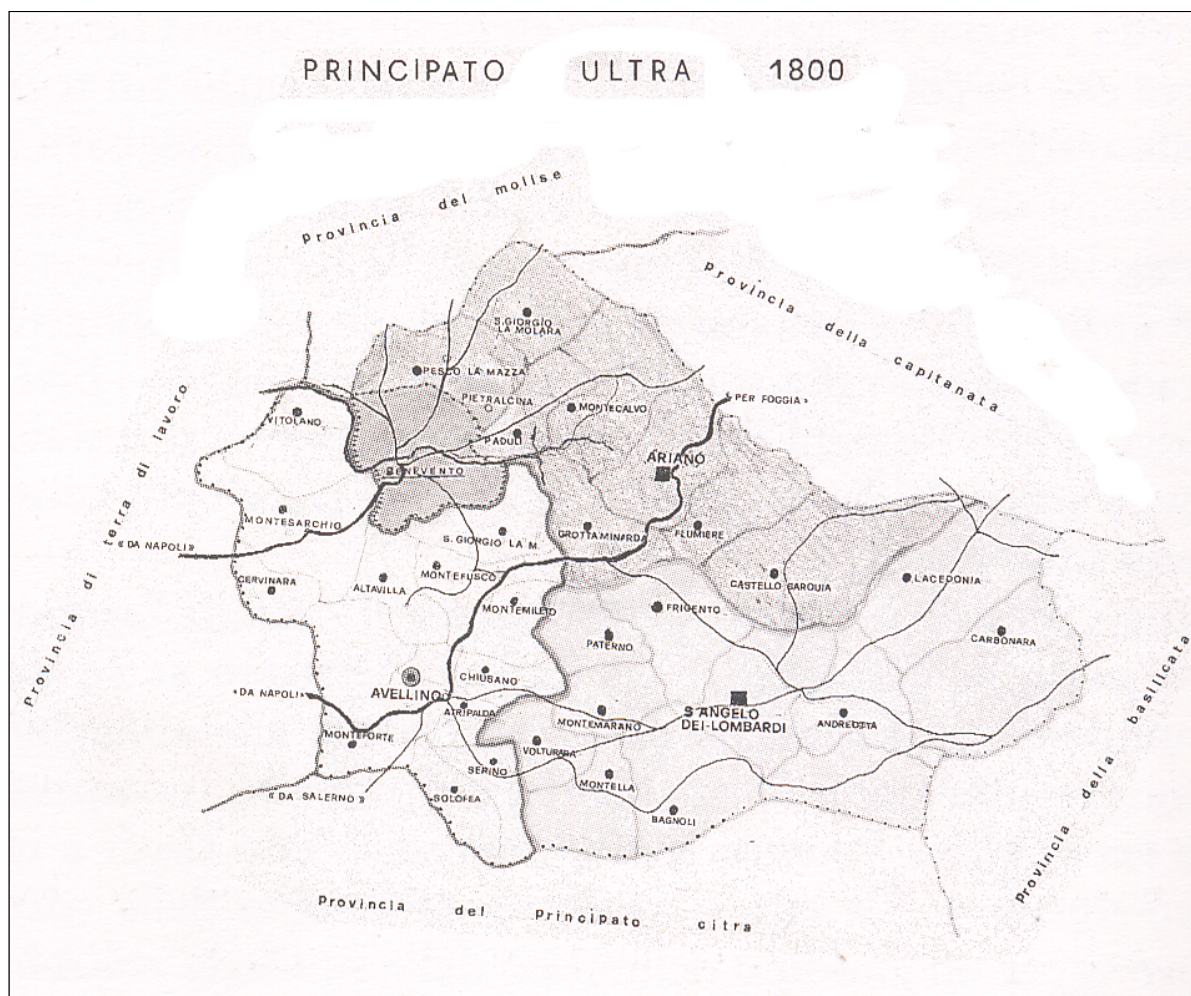 PRINCIPATO ULTRA 1800
Provincia del molise
Provincia della capitanata
Provincia di terra di lavoro
S. GIORGIO
LA MOLARA
PESCO LA MAZZA
PIETRALCINA
MONTECALVO
« PER FOGGIA »
VITOLANO
PADULI
ARIANO
BENEVENTO
MONTESARCHIO
S. GIORGIO LA M.
GROTTAMINARDA
FLUMERE
« DA NAPOLI »
CERVINARA
ALTAVILLA
MONTEFUSCO
CASTELLO BARONIA
LACEDONIA
MONTEMILETO
FRIGENTO
PATERNO
CARBONARA
CHIUSANO
« DA NAPOLI »
AVELLINO
ATRIPALDA
MONTEMARANO
S. ANGELO
DEI-LOMBARDI
ANDRETTA
MONTEFORTE
VOLTURARA
SERINO
MONTELLA
« DA SALERNO »
SOLOFRA
BAGNOLI
Provincia della basilicata
Provincia del Principato citra